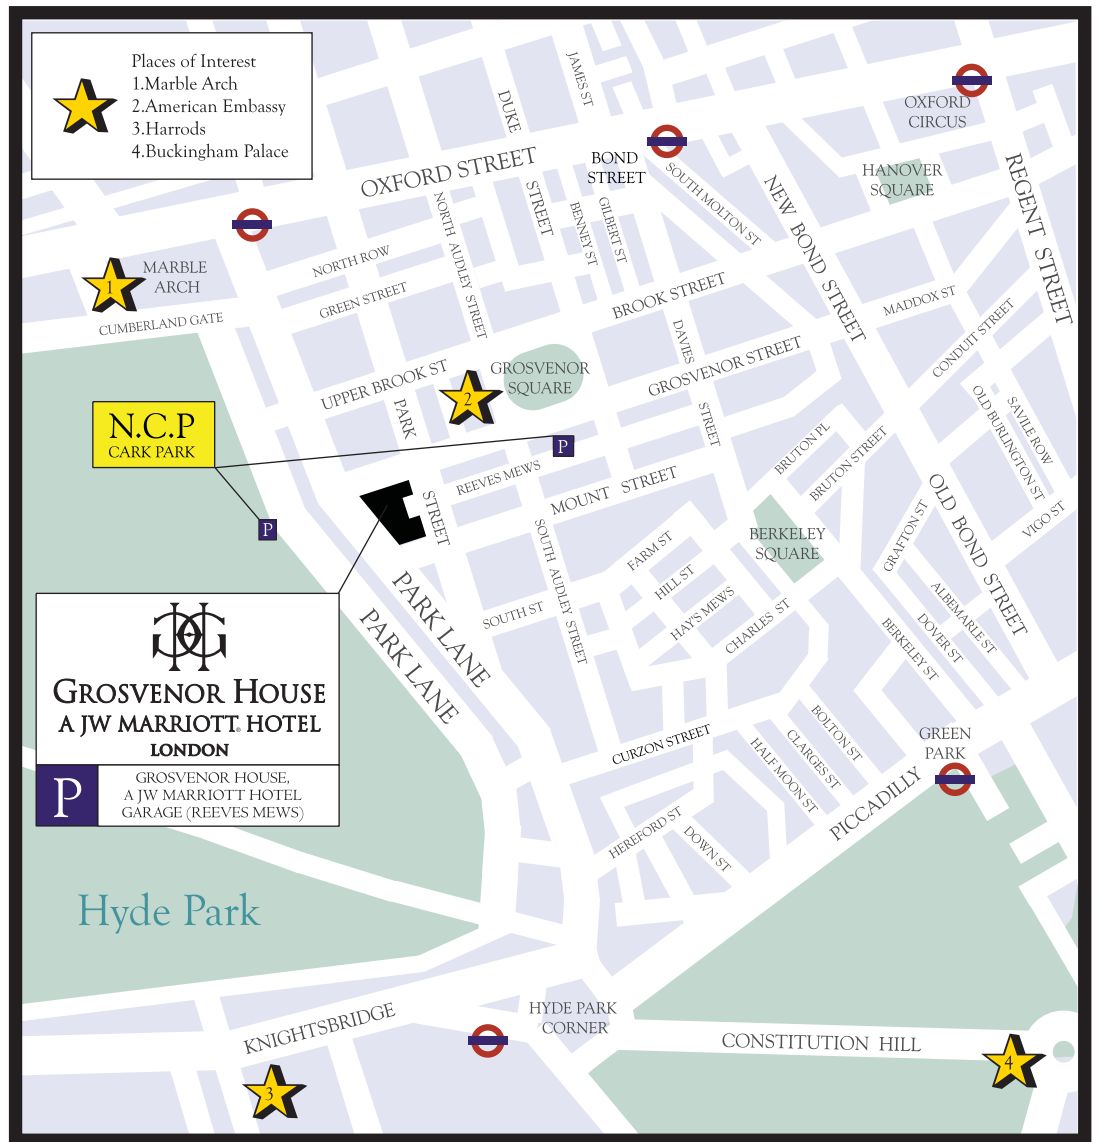 Places of Interest
1.Marble Arch
2.American Embassy
3.Harrods
4.Buckingham Palace
JAMES ST
DUKE
STREET
OXFORD STREET
BOND
STREET
OXFORD
CIRCUS
HANOVER
SQUARE
REGENT STREET
SOUTH MOLTON ST
NEW BOND STREET
GILBERT ST
BENNEY ST
NORTH AUDLEY STREET
NORTH ROW
GREEN STREET
1
MARBLE
ARCH
CUMBERLAND GATE
BROOK STREET
MADDOX ST
CONDUIT STREET
DAVIES
STREET
GROSVENOR STREET
UPPER BROOK ST
2
GROSVENOR
SQUARE
PARK
STREET
SAVILE ROW
OLD BURLINGTON ST
VIGO ST
N.C.P
CARK PARK
P
P
REEVES MEWS
MOUNT STREET
BRUTON PL
BRUTON STREET
BERKELEY
SQUARE
OLD BOND STREET
GRAFTON ST
SOUTH AUDLEY STREET
FARM ST
HILL ST
HAY'S MEWS
CHARLES ST
SOUTH ST
ALBEMARLE ST
DOVER ST
BERKELEY ST
PARK LANE
PARK LANE
GROSVENOR HOUSE
A JW MARRIOTT® HOTEL
LONDON
P
GROSVENOR HOUSE,
A JW MARRIOTT HOTEL
GARAGE (REEVES MEWS)
CURZON STREET
BOLTON ST
CLARGES ST
HALF MOON ST
GREEN
PARK
PICCADILLY
HEREFORD ST
DOWN ST
Hyde Park
KNIGHTSBRIDGE
HYDE PARK
CORNER
CONSTITUTION HILL
3
4